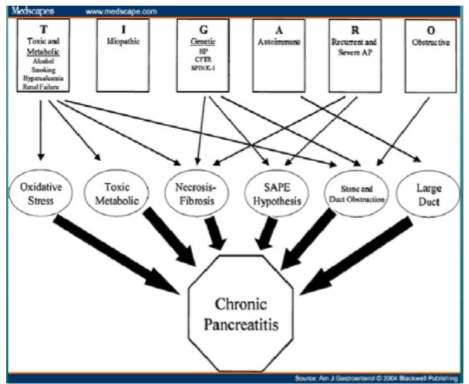 Medscape® www.medscape.com
T
Toxic and
Metabolic
Alcohol
Smoking
Hypercalcemia
Renal Failure
I
Idiopathic
G
Genetic
HP
CFTR
SPINK-1
A
Autoimmune
R
Recurrent and
Severe AP
O
Obstructive
Oxidative
Stress
Toxic
Metabolic
Necrosis-
Fibrosis
SAPE
Hypothesis
Stone and
Duct Obstruction
Large
Duct
Chronic
Pancreatitis
Source: Am J Gastroenterol © 2004 Blackwell Publishing